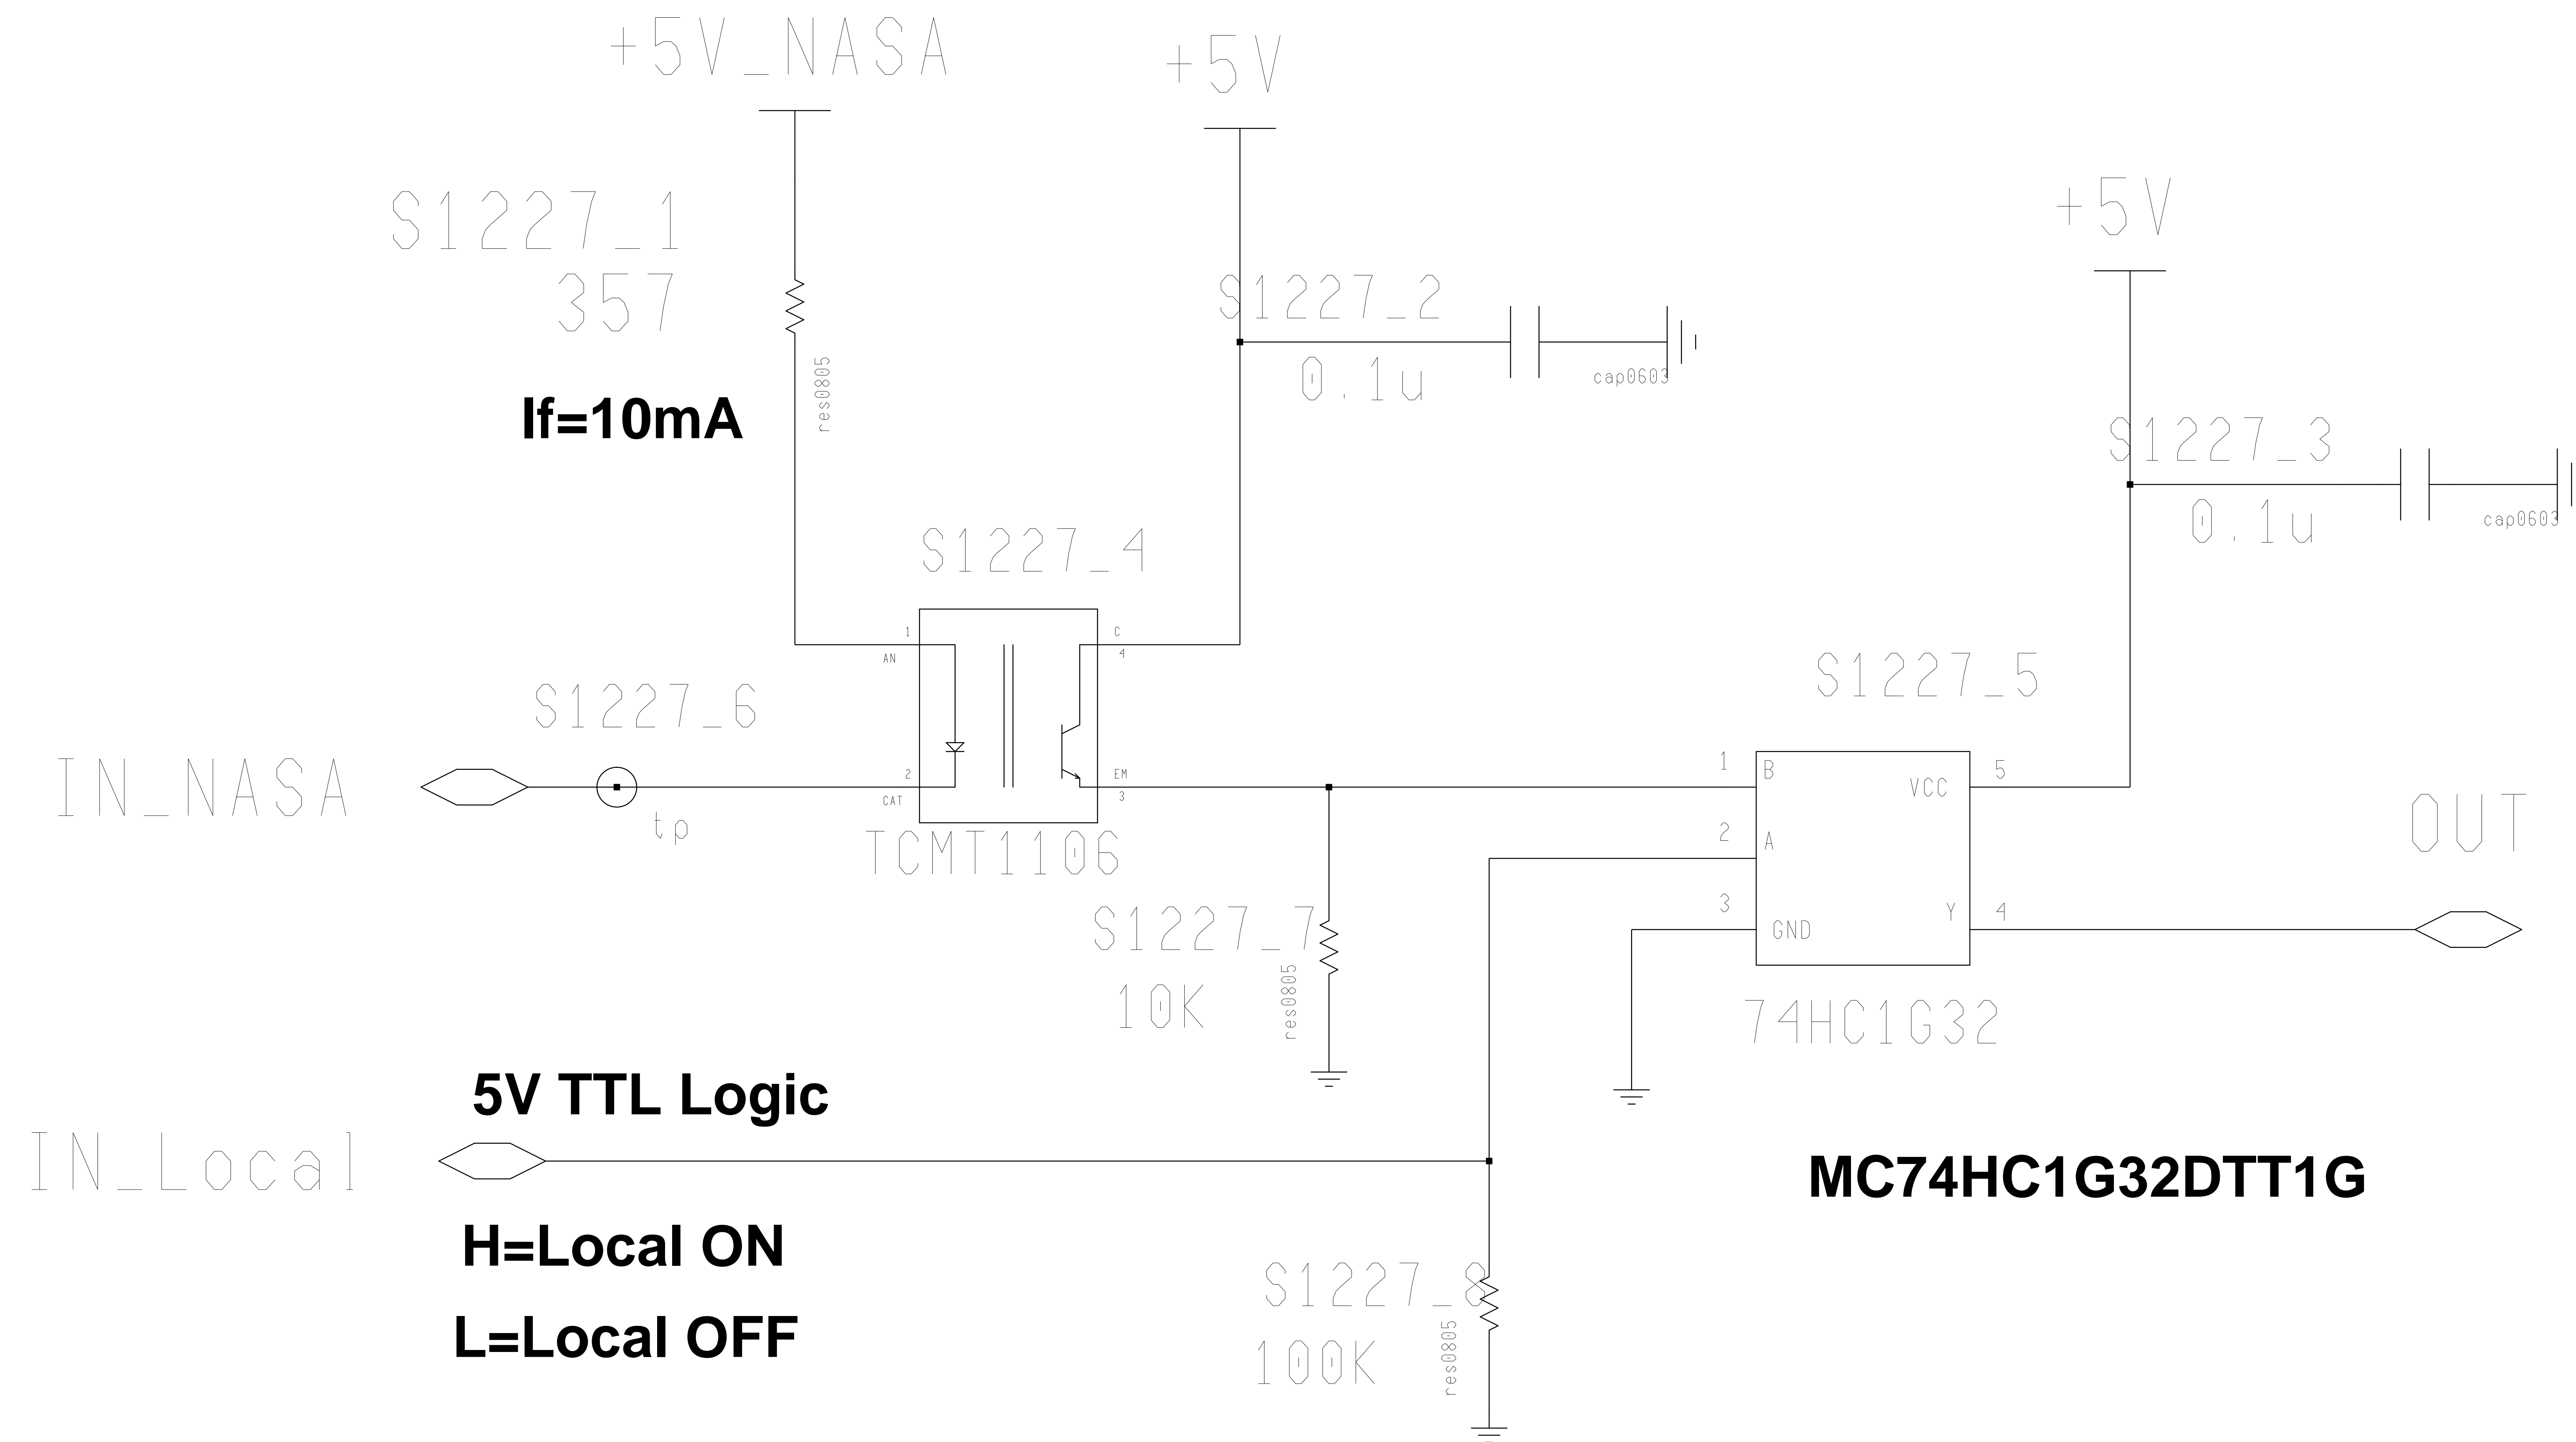 +5V_NASA
+5V
+5V
S1227_1
357
res0805
If=10mA
S1227_2
0.1u
cap0603
S1227_3
0.1u
cap0603
S1227_4
1
AN
C
4
2
CAT
EM
3
TCMT1106
S1227_6
IN_NASA
tp
S1227_5
1
B
VCC
5
2
A
3
GND
Y
4
74HC1G32
OUT
S1227_7
10K
res0805
5V TTL Logic
IN_Local
H=Local ON
L=Local OFF
S1227_8
100K
res0805
MC74HC1G32DTT1G